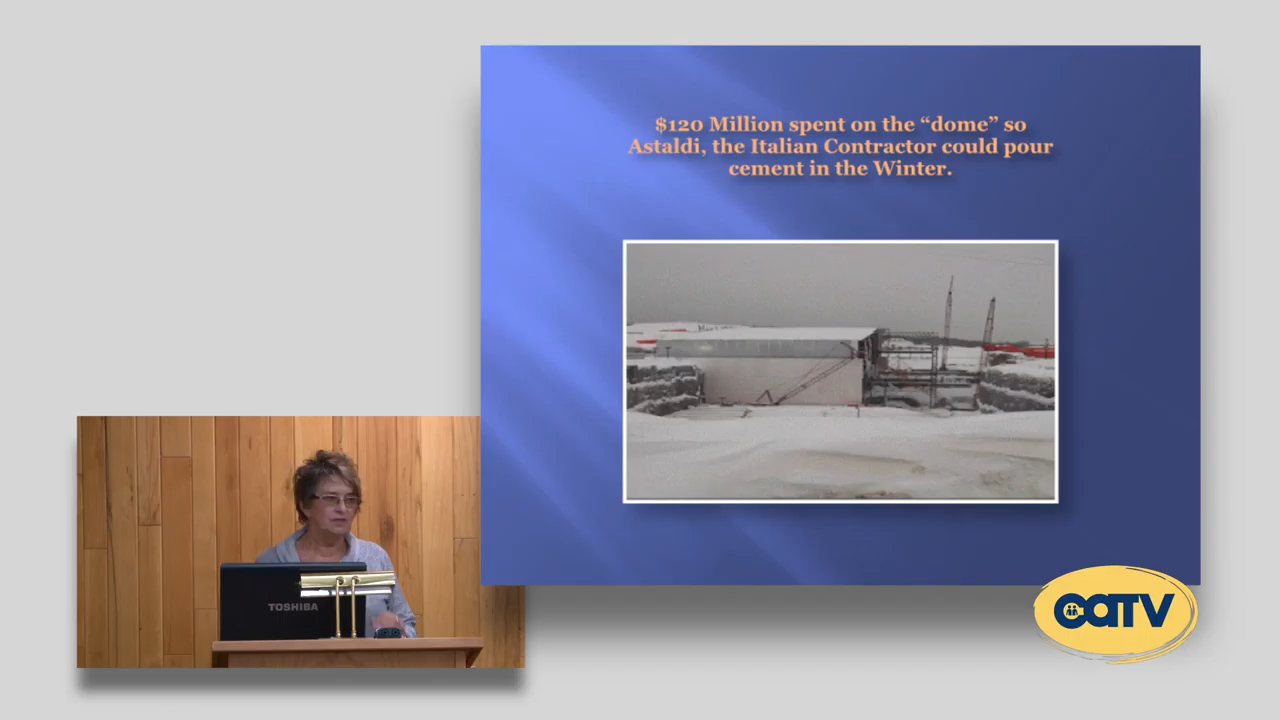 $120 Million spent on the “dome” so
Astaldi, the Italian Contractor could pour
cement in the Winter.
TOSHIBA
CATV